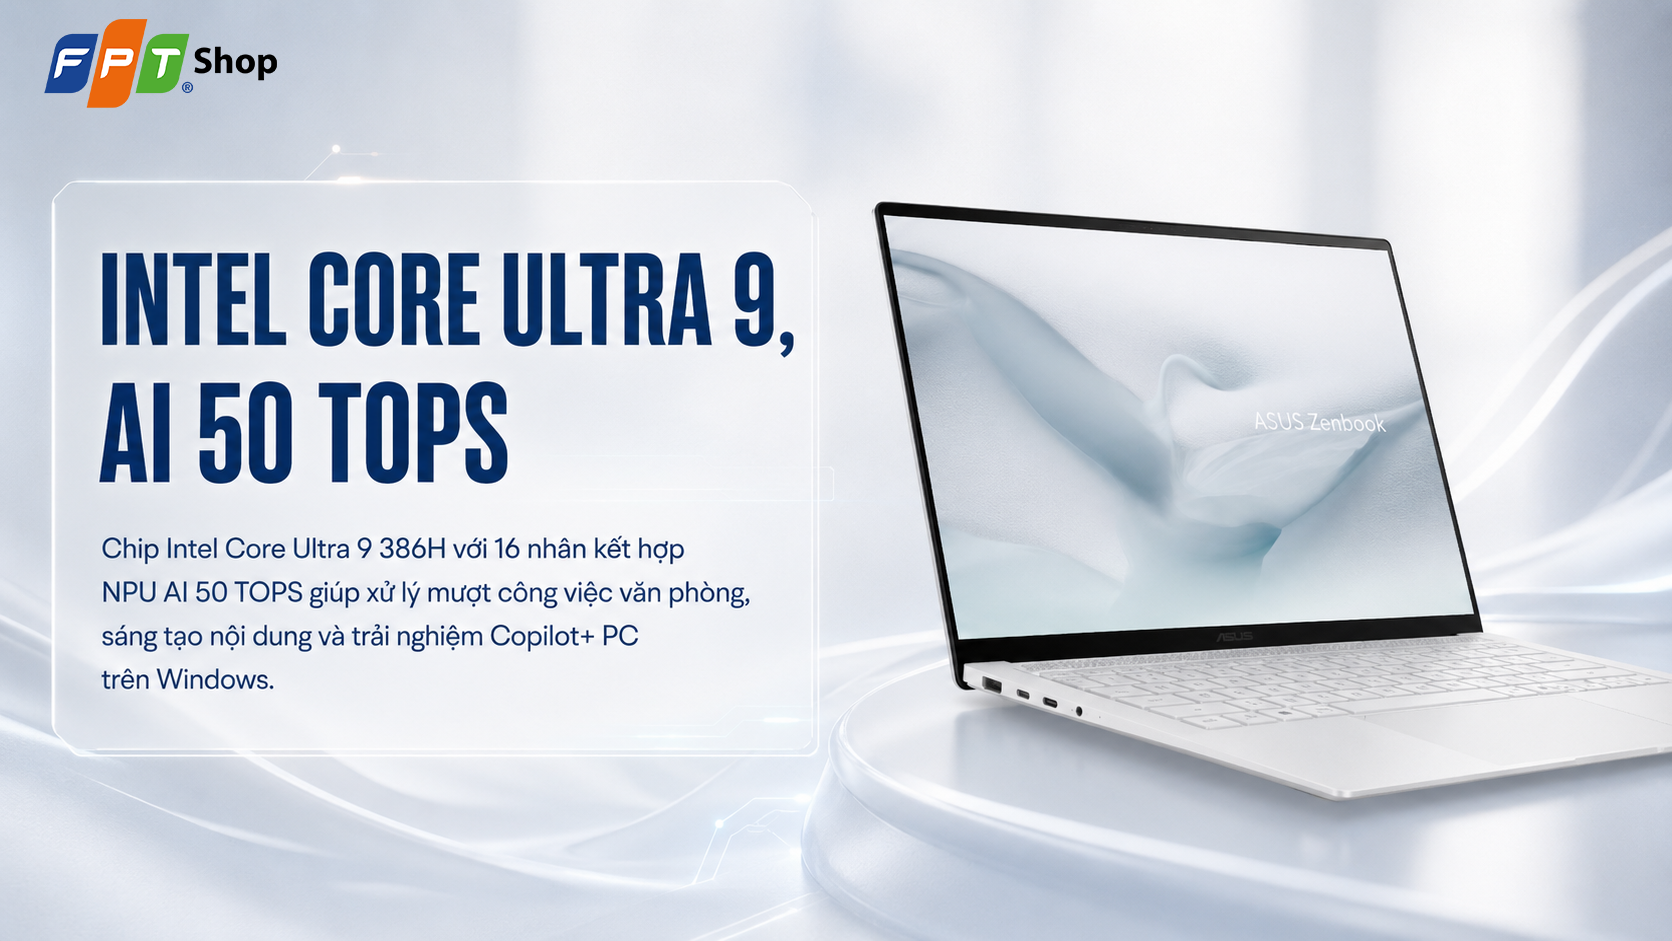 FPT® Shop
INTEL CORE ULTRA 9,
AI 50 TOPS
Chip Intel Core Ultra 9 386H với 16 nhân kết hợp
NPU AI 50 TOPS giúp xử lý mượt công việc văn phòng,
sáng tạo nội dung và trải nghiệm Copilot+ PC
trên Windows.
ASUS Zenbook
ASUS